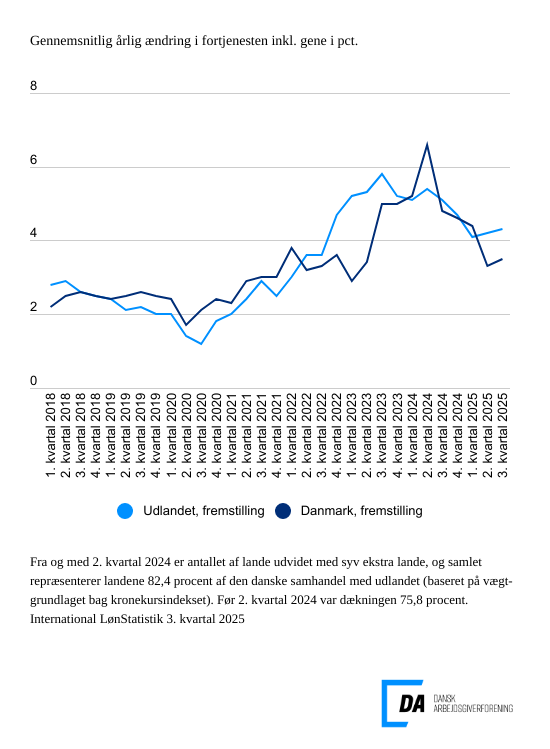 Gennemsnitlig årlig ændring i fortjenesten inkl. gene i pct.
8
6
4
2
0
1. kvartal 2018
2. kvartal 2018
3. kvartal 2018
4. kvartal 2018
1. kvartal 2019
2. kvartal 2019
3. kvartal 2019
4. kvartal 2019
1. kvartal 2020
2. kvartal 2020
3. kvartal 2020
4. kvartal 2020
1. kvartal 2021
2. kvartal 2021
3. kvartal 2021
4. kvartal 2021
1. kvartal 2022
2. kvartal 2022
3. kvartal 2022
4. kvartal 2022
1. kvartal 2023
2. kvartal 2023
3. kvartal 2023
4. kvartal 2023
1. kvartal 2024
2. kvartal 2024
3. kvartal 2024
4. kvartal 2024
1. kvartal 2025
2. kvartal 2025
3. kvartal 2025
Udlandet, fremstilling
Danmark, fremstilling
Fra og med 2. kvartal 2024 er antallet af lande udvidet med syv ekstra lande, og samlet
repræsenterer landene 82,4 procent af den danske samhandel med udlandet (baseret på vægt-
grundlaget bag kronekursindekset). Før 2. kvartal 2024 var dækningen 75,8 procent.
International LønStatistik 3. kvartal 2025
DA
DANSK
ARBEJDSGIVERFORENING